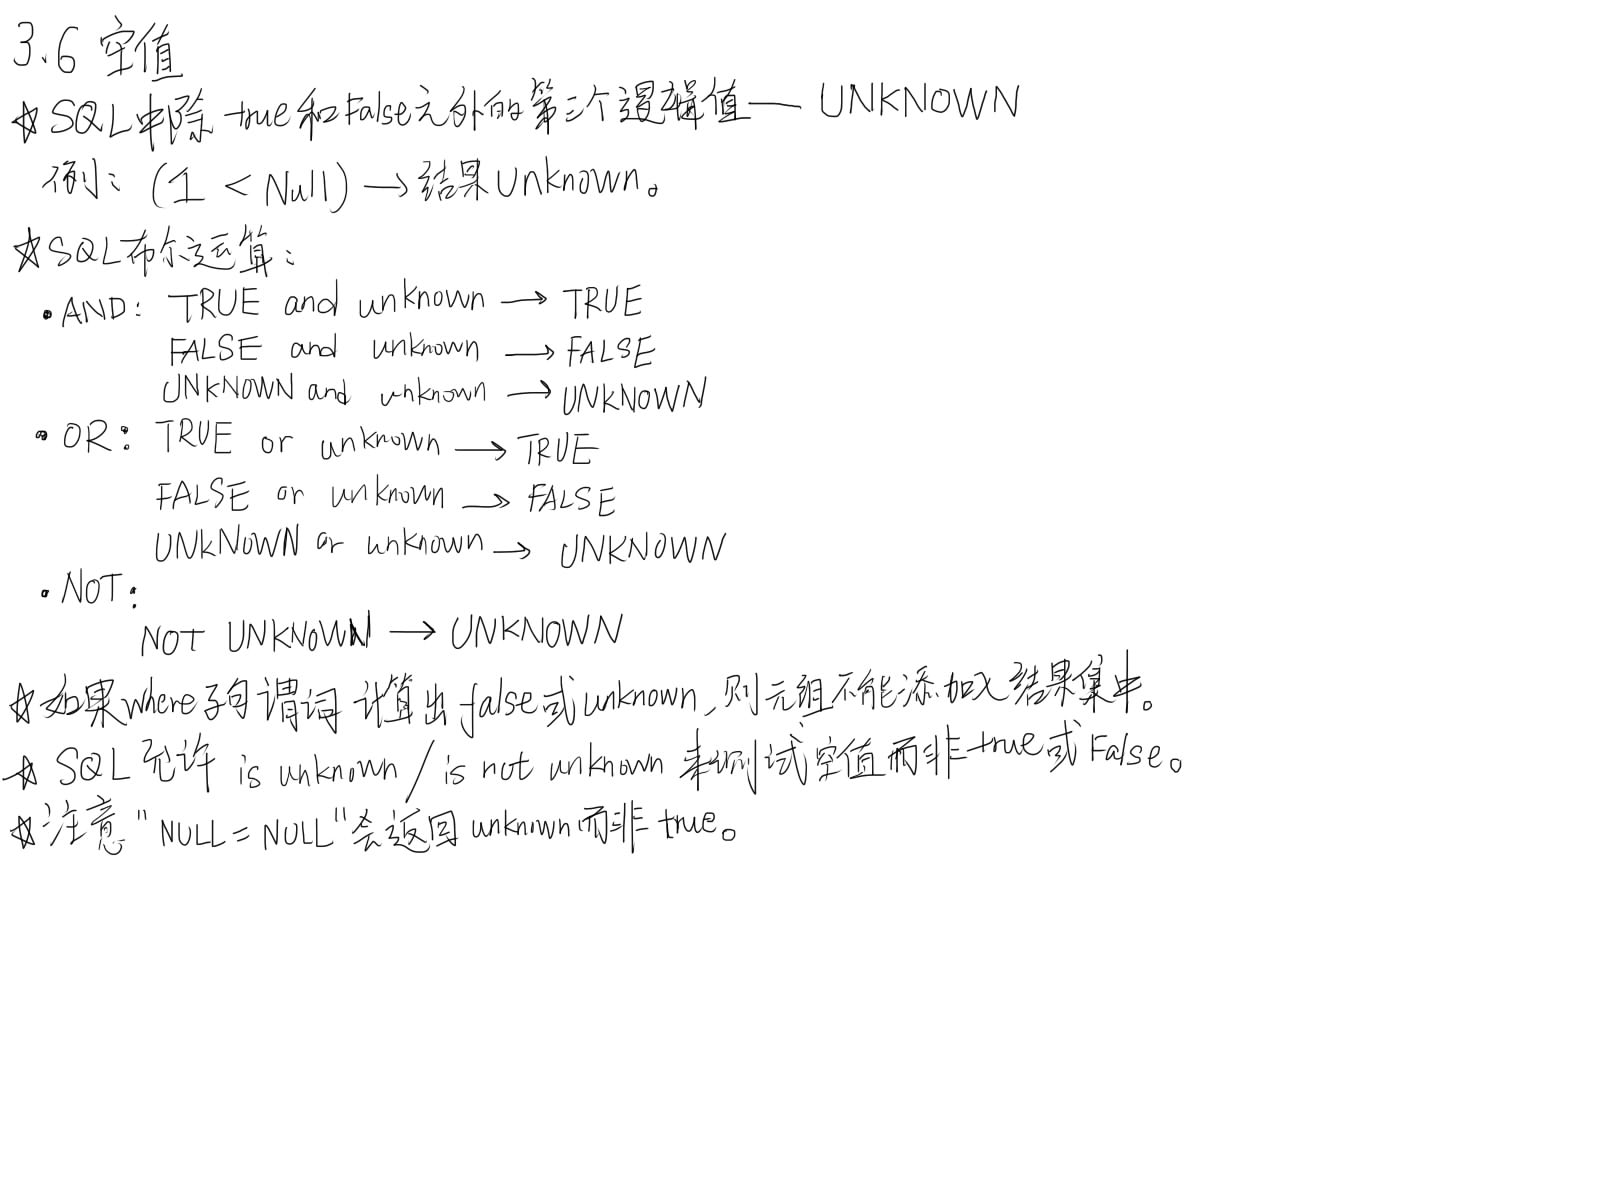 3.6 空值
☆ SQL中除true和False之外的第三个逻辑值— UNKNOWN
例: (1 < Null) → 结果Unknown。
☆ SQL布尔运算:
· AND: TRUE and unknown → TRUE
FALSE and unknown → FALSE
UNKNOWN and unknown → UNKNOWN
· OR: TRUE or unknown → TRUE
FALSE or unknown → FALSE
UNKNOWN or unknown → UNKNOWN
· NOT:
NOT UNKNOWN → UNKNOWN
☆ 如果where子句谓词计算出false或unknown,则元组不能添加入结果集中。
☆ SQL允许 is unknown / is not unknown 来测试空值而非true或False。
☆ 注意"NULL = NULL"会返回unknown而非true。